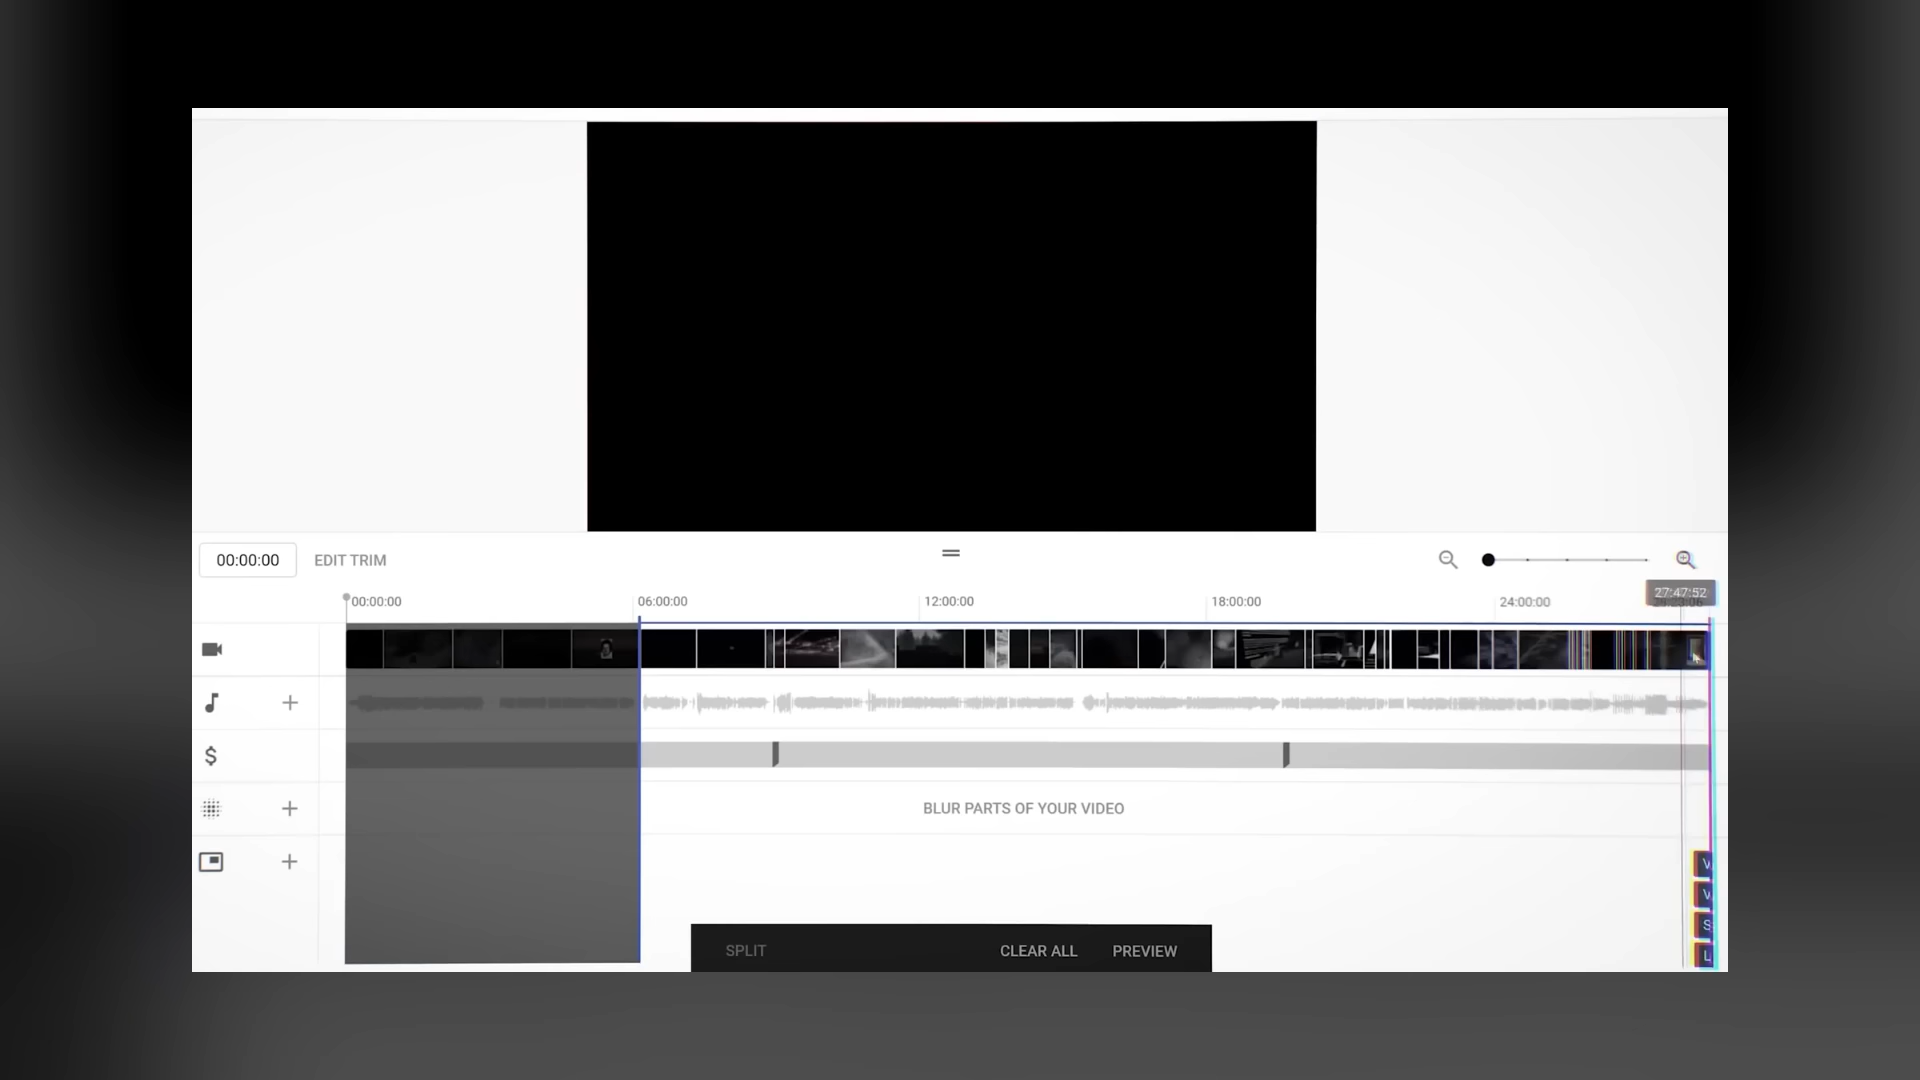 00:00:00 EDIT TRIM
27:47:52
00:00:00 06:00:00 12:00:00 18:00:00 24:00:00
$
BLUR PARTS OF YOUR VIDEO
V
V
S
L
SPLIT CLEAR ALL PREVIEW